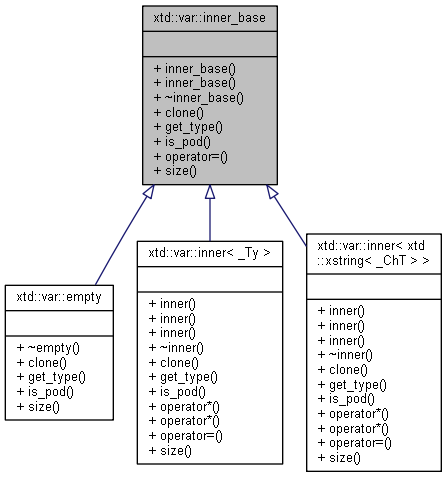 xtd::var::inner_base
+ inner_base()
+ inner_base()
+ ~inner_base()
+ clone()
+ get_type()
+ is_pod()
+ operator=()
+ size()
xtd::var::empty
+ ~empty()
+ clone()
+ get_type()
+ is_pod()
+ size()
xtd::var::inner< _Ty >
+ inner()
+ inner()
+ inner()
+ ~inner()
+ clone()
+ get_type()
+ is_pod()
+ operator*()
+ operator*()
+ operator=()
+ size()
xtd::var::inner< xtd
::xstring< _ChT > >
+ inner()
+ inner()
+ inner()
+ ~inner()
+ clone()
+ get_type()
+ is_pod()
+ operator*()
+ operator*()
+ operator=()
+ size()